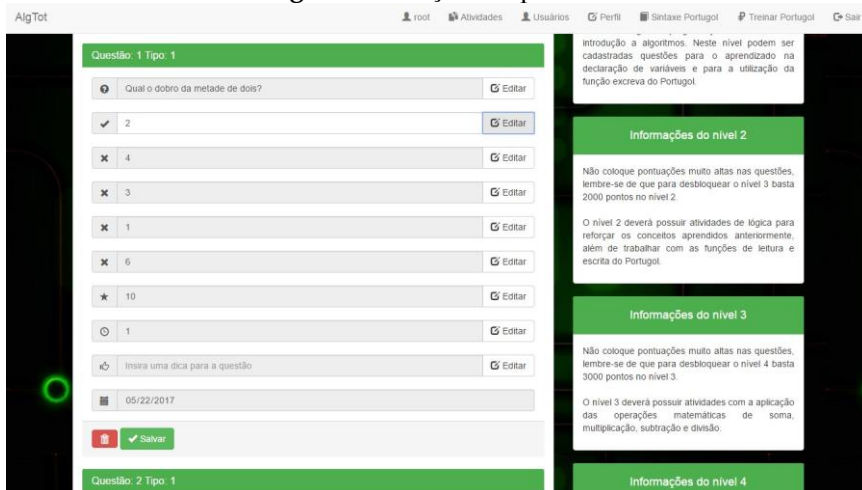 AlgTot
root Atividades Usuários Perfil Sintaxe Portugol Treinar Portugol Sair
Questão: 1 Tipo: 1
Qual o dobro da metade de dois? Editar
2 Editar
4 Editar
3 Editar
1 Editar
6 Editar
10 Editar
1 Editar
Insira uma dica para a questão Editar
05/22/2017
Salvar
Questão: 2 Tipo: 1
introdução a algoritmos. Neste nível podem ser
cadastradas questões para o aprendizado na
declaração de variáveis e para a utilização da
função escreva do Portugol.
Informações do nível 2
Não coloque pontuações muito altas nas questões,
lembre-se de que para desbloquear o nível 3 basta
2000 pontos no nível 2.
O nível 2 deverá possuir atividades de lógica para
reforçar os conceitos aprendidos anteriormente,
além de trabalhar com as funções de leitura e
escrita do Portugol.
Informações do nível 3
Não coloque pontuações muito altas nas questões,
lembre-se de que para desbloquear o nível 4 basta
3000 pontos no nível 3.
O nível 3 deverá possuir atividades com a aplicação
das operações matemáticas de soma,
multiplicação, subtração e divisão.
Informações do nível 4